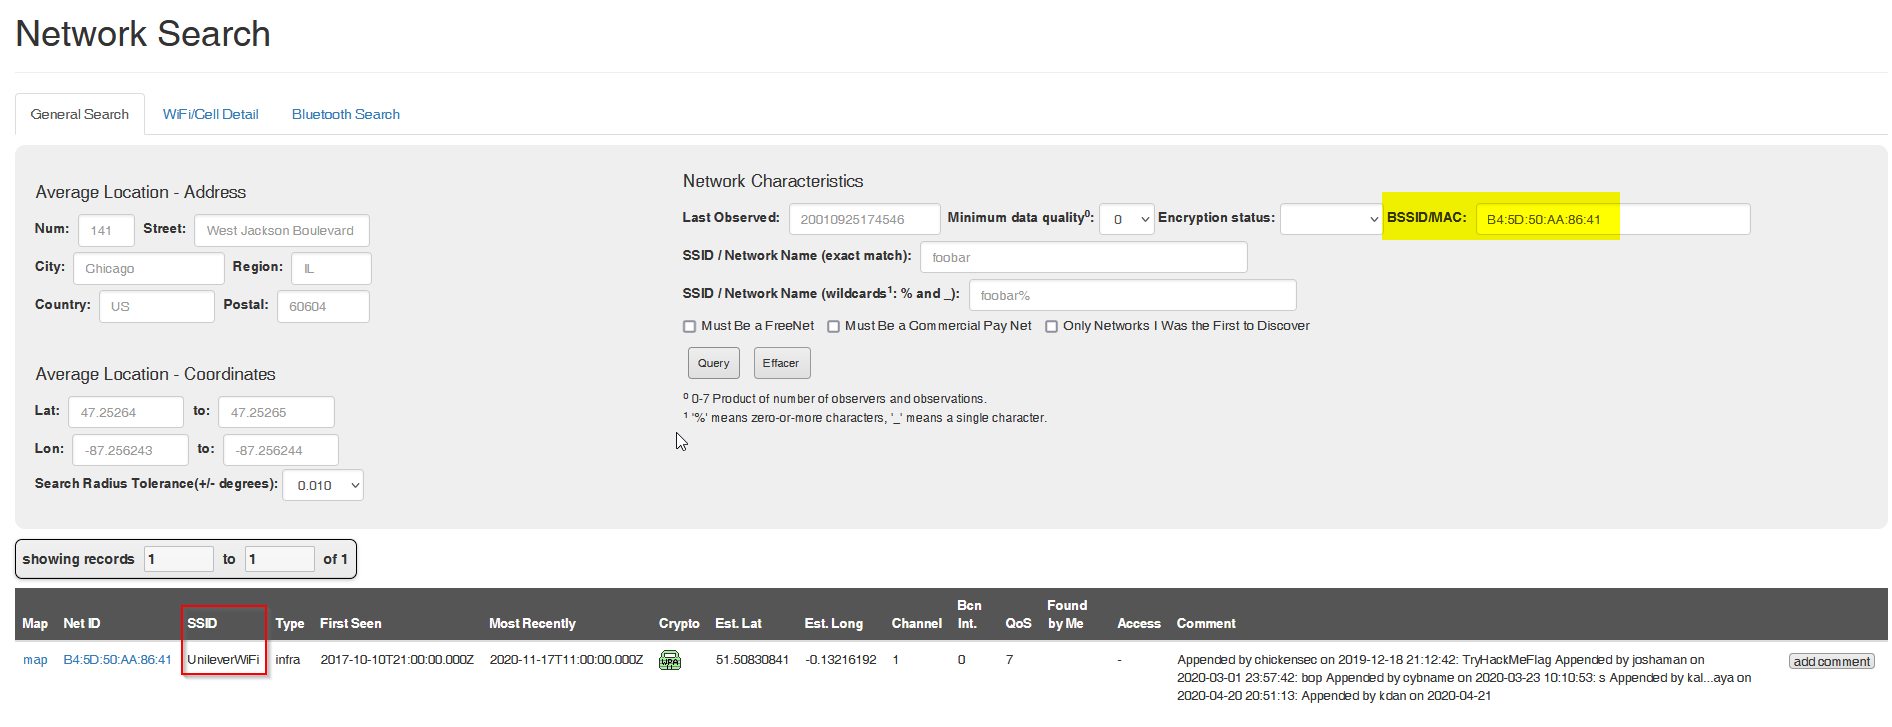 Network Search
General Search WiFi/Cell Detail Bluetooth Search
Average Location - Address
Num: 141 Street: West Jackson Boulevard
City: Chicago Region: IL
Country: US Postal: 60604
Average Location - Coordinates
Lat: 47.25264 to: 47.25265
Lon: -87.256243 to: -87.256244
Search Radius Tolerance(+/- degrees): 0.010
Network Characteristics
Last Observed: 20010925174546 Minimum data quality⁰: 0 Encryption status: BSSID/MAC: B4:5D:50:AA:86:41
SSID / Network Name (exact match): foobar
SSID / Network Name (wildcards¹: % and _): foobar%
Must Be a FreeNet Must Be a Commercial Pay Net Only Networks I Was the First to Discover
Query Effacer
⁰ 0-7 Product of number of observers and observations.
¹ '%' means zero-or-more characters, '_' means a single character.
showing records 1 to 1 of 1
Map Net ID SSID Type First Seen Most Recently Crypto Est. Lat Est. Long Channel Bcn Int. QoS Found by Me Access Comment
map B4:5D:50:AA:86:41 UnileverWiFi infra 2017-10-10T21:00:00.000Z 2020-11-17T11:00:00.000Z WPA 51.50830841 -0.13216192 1 0 7 - Appended by chickensec on 2019-12-18 21:12:42: TryHackMeFlag Appended by joshaman on add comment
2020-03-01 23:57:42: bop Appended by cybname on 2020-03-23 10:10:53: s Appended by kal...aya on
2020-04-20 20:51:13: Appended by kdan on 2020-04-21